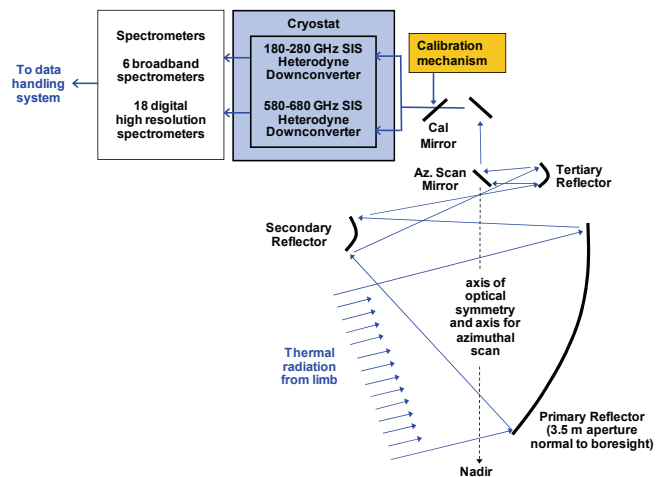 Spectrometers
6 broadband
spectrometers
18 digital
high resolution
spectrometers
To data
handling
system
Cryostat
180-280 GHz SIS
Heterodyne
Downconverter
580-680 GHz SIS
Heterodyne
Downconverter
Calibration
mechanism
Cal
Mirror
Az. Scan
Mirror
Tertiary
Reflector
Secondary
Reflector
axis of
optical
symmetry
and axis for
azimuthal
scan
Thermal
radiation
from limb
Primary Reflector
(3.5 m aperture
normal to boresight)
Nadir